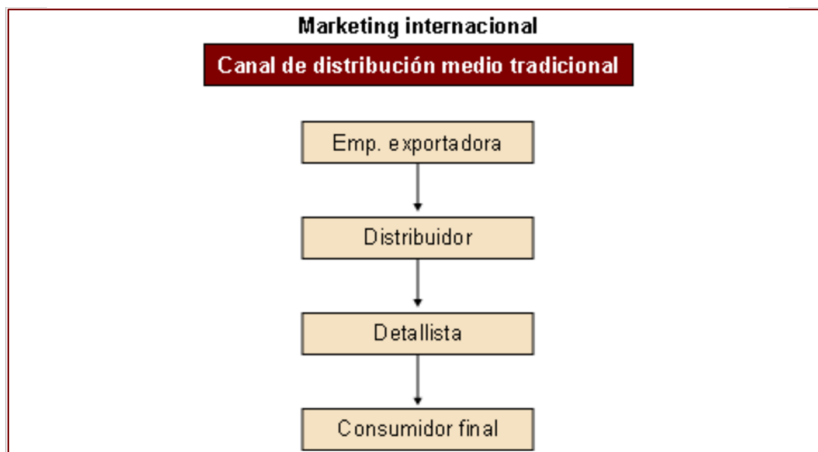 Marketing internacional
Canal de distribución medio tradicional
Emp. exportadora
Distribuidor
Detallista
Consumidor final